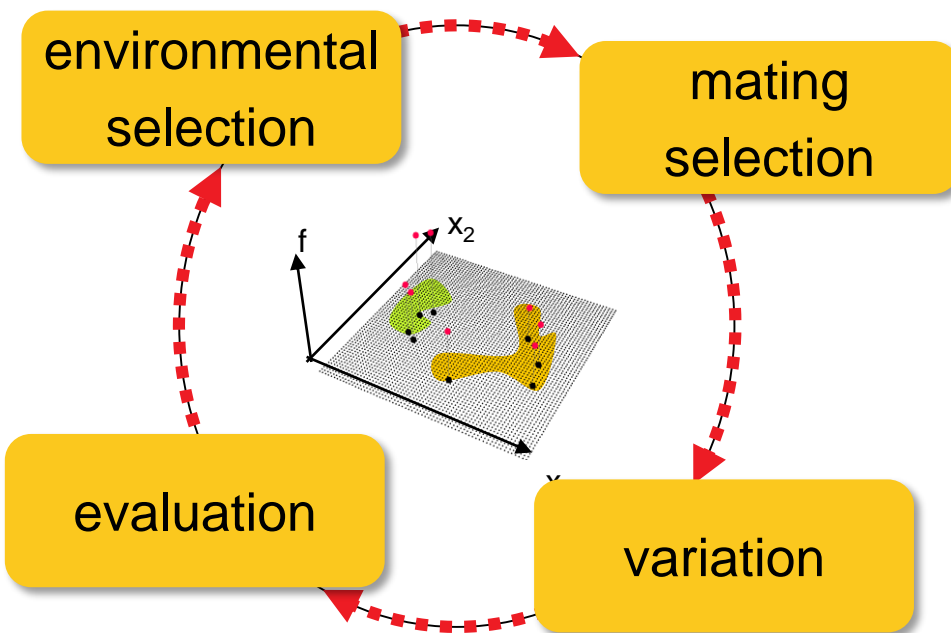 environmental
selection
mating
selection
f
x₂
evaluation
variation